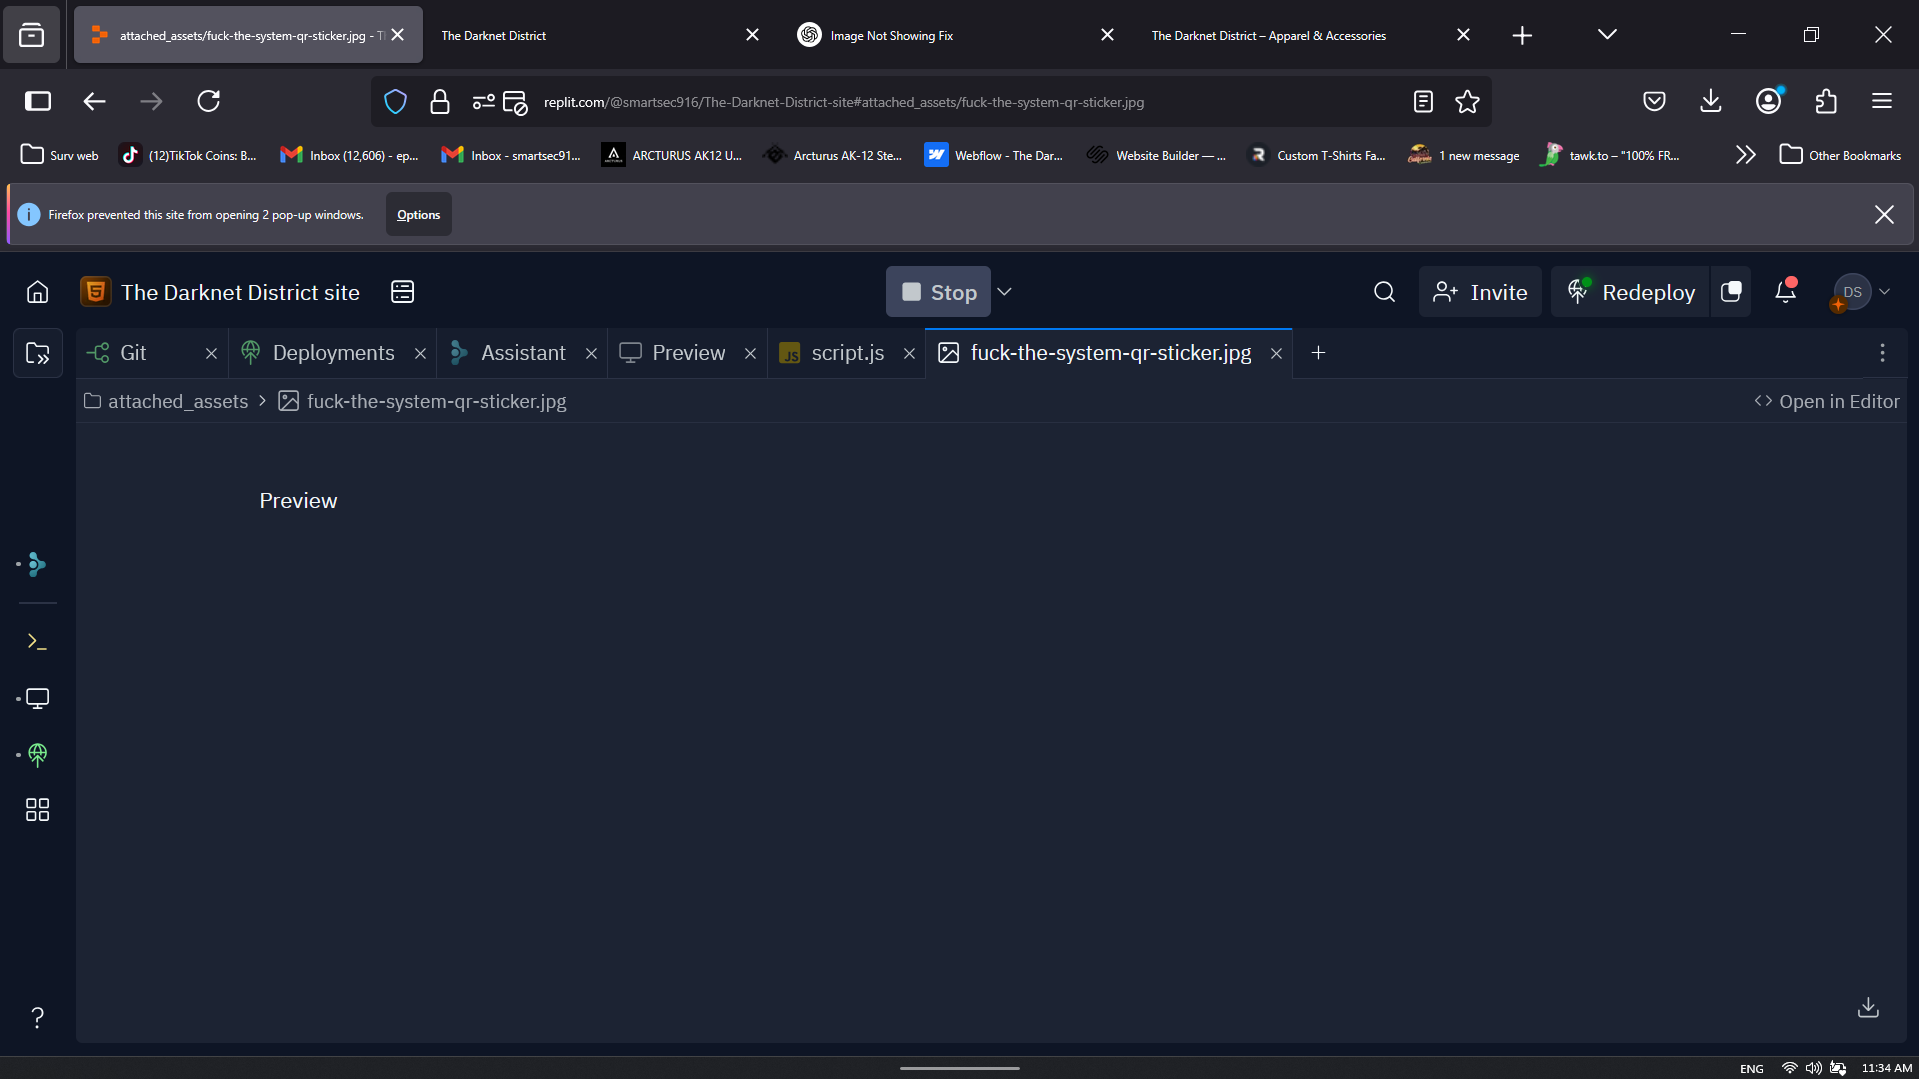 attached_assets/fuck-the-system-qr-sticker.jpg - T
The Darknet District
Image Not Showing Fix
The Darknet District – Apparel & Accessories
replit.com/@smartsec916/The-Darknet-District-site#attached_assets/fuck-the-system-qr-sticker.jpg
Surv web
(12)TikTok Coins: B...
Inbox (12,606) - ep...
Inbox - smartsec91...
ARCTURUS AK12 U...
Arcturus AK-12 Ste...
Webflow - The Dar...
Website Builder — ...
Custom T-Shirts Fa...
1 new message
tawk.to – "100% FR...
Other Bookmarks
Firefox prevented this site from opening 2 pop-up windows.
Options
The Darknet District site
Stop
Invite
Redeploy
DS
Git
Deployments
Assistant
Preview
JS
script.js
fuck-the-system-qr-sticker.jpg
attached_assets > fuck-the-system-qr-sticker.jpg
<> Open in Editor
Preview
ENG
11:34 AM